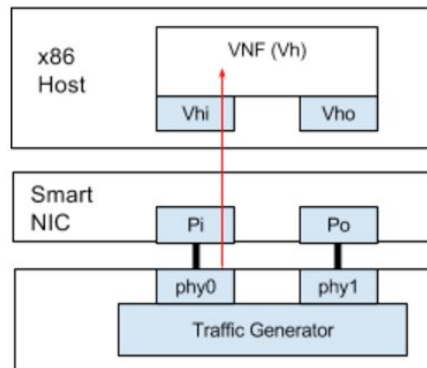 x86
Host
VNF (Vh)
Vhi
Vho
Smart
NIC
Pi
Po
phy0
phy1
Traffic Generator